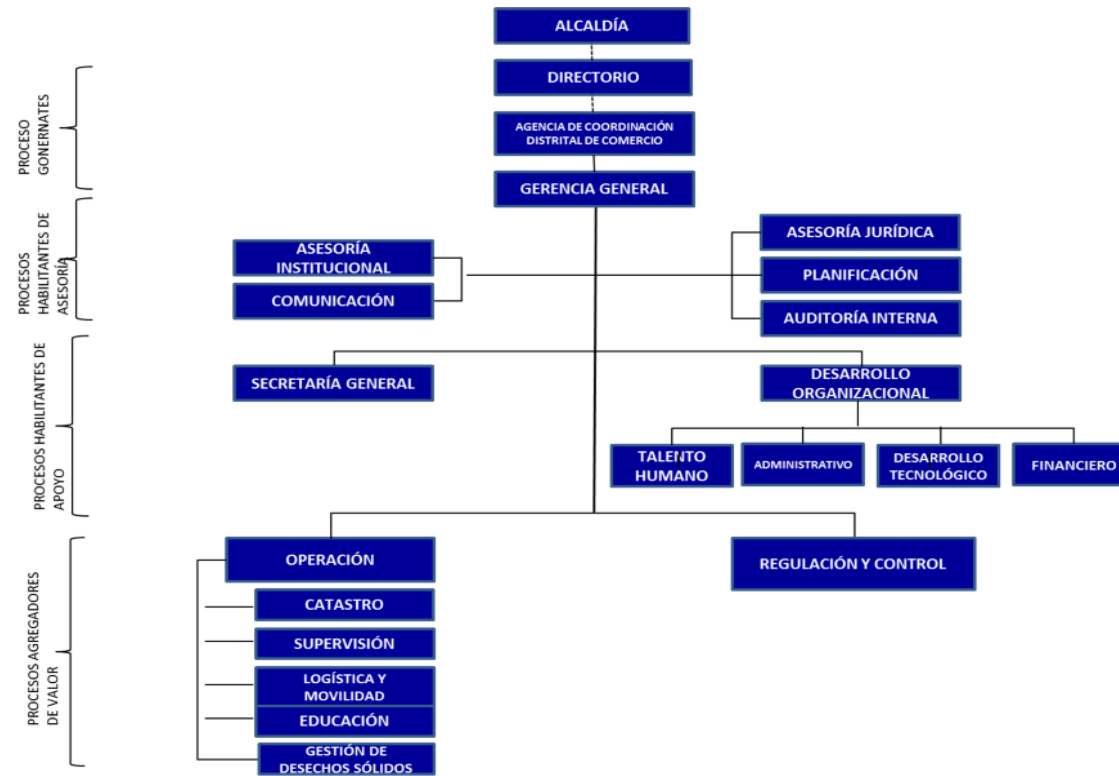 ALCALDÍA
PROCESO
GONERNATES
DIRECTORIO
AGENCIA DE COORDINACIÓN
DISTRITAL DE COMERCIO
GERENCIA GENERAL
PROCESOS
HABILITANTES DE
ASESORÍA
ASESORÍA
INSTITUCIONAL
COMUNICACIÓN
ASESORÍA JURÍDICA
PLANIFICACIÓN
AUDITORÍA INTERNA
PROCESOS HABILITANTES DE
APOYO
SECRETARÍA GENERAL
DESARROLLO
ORGANIZACIONAL
TALENTO
HUMANO
ADMINISTRATIVO
DESARROLLO
TECNOLÓGICO
FINANCIERO
PROCESOS AGREGADORES
DE VALOR
OPERACIÓN
CATASTRO
SUPERVISIÓN
LOGÍSTICA Y
MOVILIDAD
EDUCACIÓN
GESTIÓN DE
DESECHOS SÓLIDOS
REGULACIÓN Y CONTROL